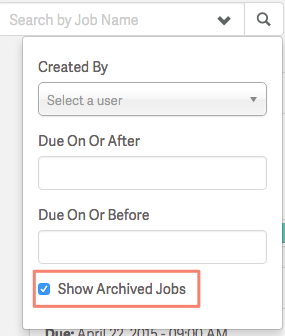 Search by Job Name
Created By
Select a user
Due On Or After
Due On Or Before
Show Archived Jobs
Due: April 22, 2015 - 09:00 AM